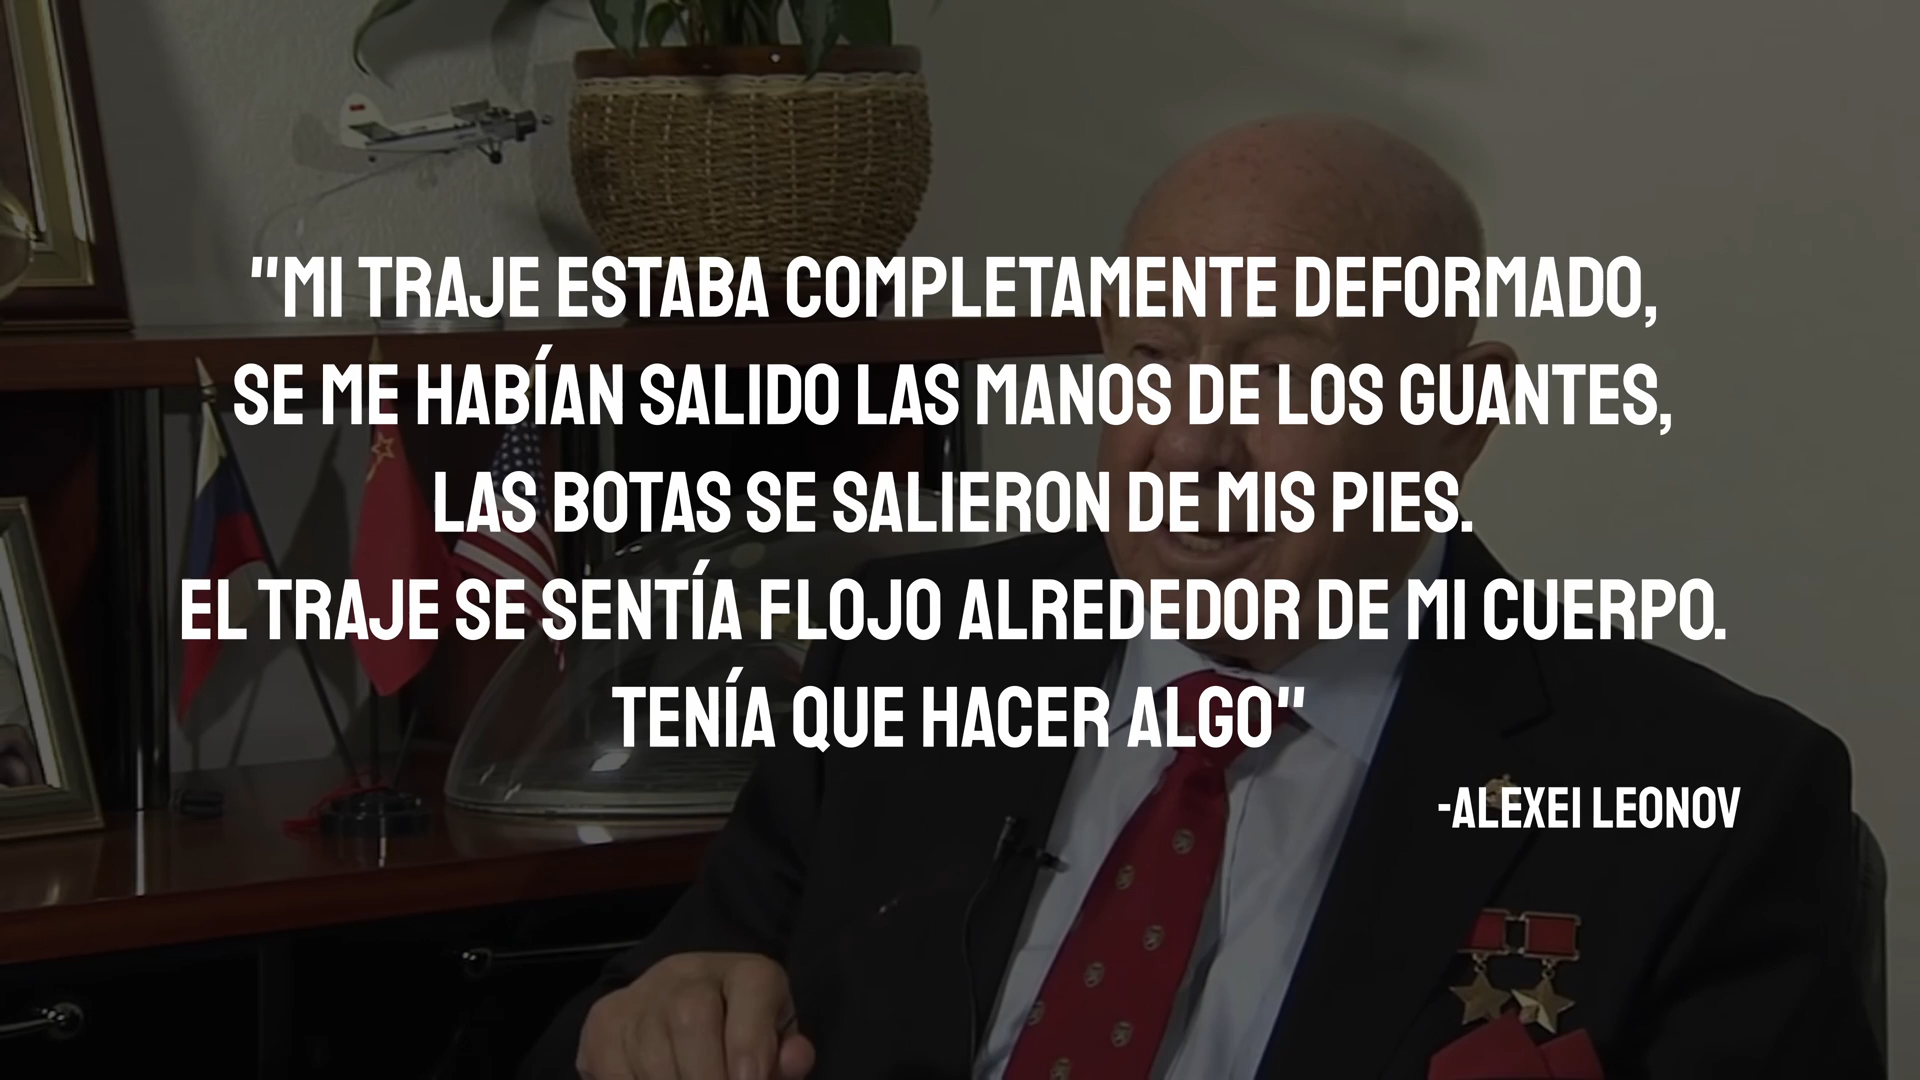 "MI TRAJE ESTABA COMPLETAMENTE DEFORMADO,
SE ME HABÍAN SALIDO LAS MANOS DE LOS GUANTES,
LAS BOTAS SE SALIERON DE MIS PIES.
EL TRAJE SE SENTÍA FLOJO ALREDEDOR DE MI CUERPO.
TENÍA QUE HACER ALGO"
-ALEXEI LEONOV